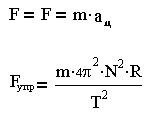 F = F = m·aц
Fупр = m·4π²·N²·R / T²